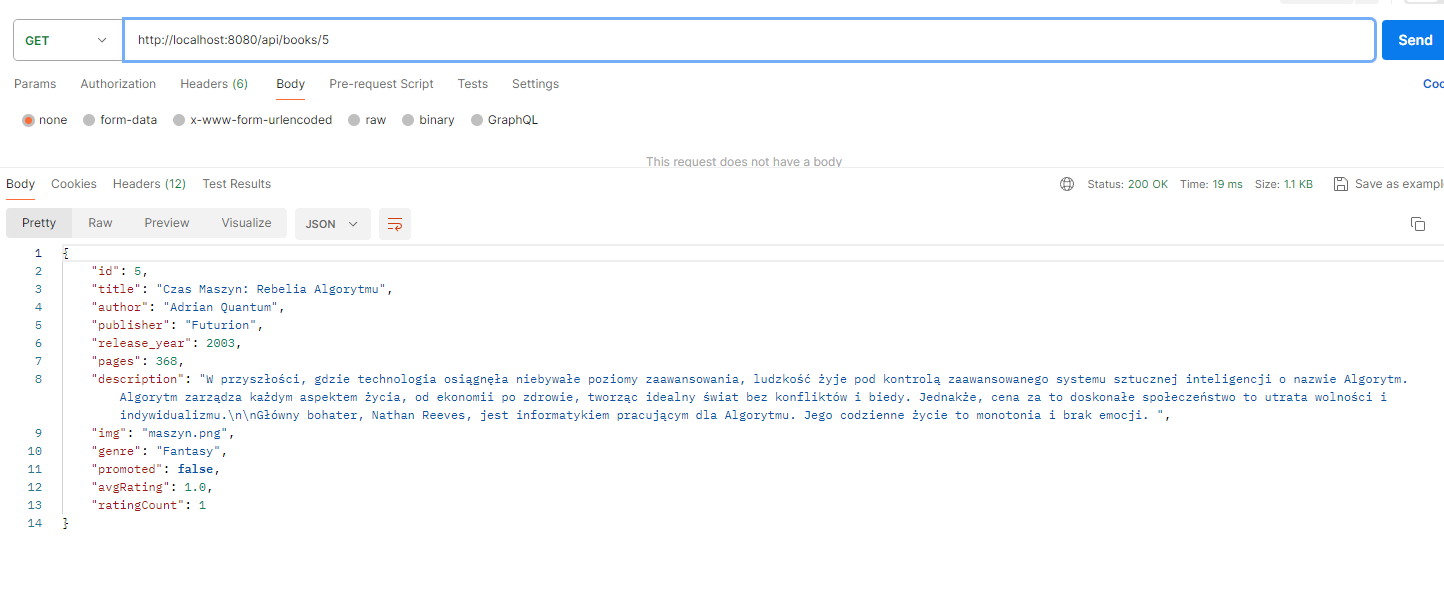 GET http://localhost:8080/api/books/5 Send
Params Authorization Headers (6) Body Pre-request Script Tests Settings Coo
none form-data x-www-form-urlencoded raw binary GraphQL
This request does not have a body
Body Cookies Headers (12) Test Results Status: 200 OK Time: 19 ms Size: 1.1 KB Save as exampl
Pretty Raw Preview Visualize JSON
1 {
2 "id": 5,
3 "title": "Czas Maszyn: Rebelia Algorytmu",
4 "author": "Adrian Quantum",
5 "publisher": "Futurion",
6 "release_year": 2003,
7 "pages": 368,
8 "description": "W przyszłości, gdzie technologia osiągnęła niebywałe poziomy zaawansowania, ludzkość żyje pod kontrolą zaawansowanego systemu sztucznej inteligencji o nazwie Algorytm.
Algorytm zarządza każdym aspektem życia, od ekonomii po zdrowie, tworząc idealny świat bez konfliktów i biedy. Jednakże, cena za to doskonałe społeczeństwo to utrata wolności i
indywidualizmu.\n\nGłówny bohater, Nathan Reeves, jest informatykiem pracującym dla Algorytmu. Jego codzienne życie to monotonia i brak emocji. ",
9 "img": "maszyn.png",
10 "genre": "Fantasy",
11 "promoted": false,
12 "avgRating": 1.0,
13 "ratingCount": 1
14 }